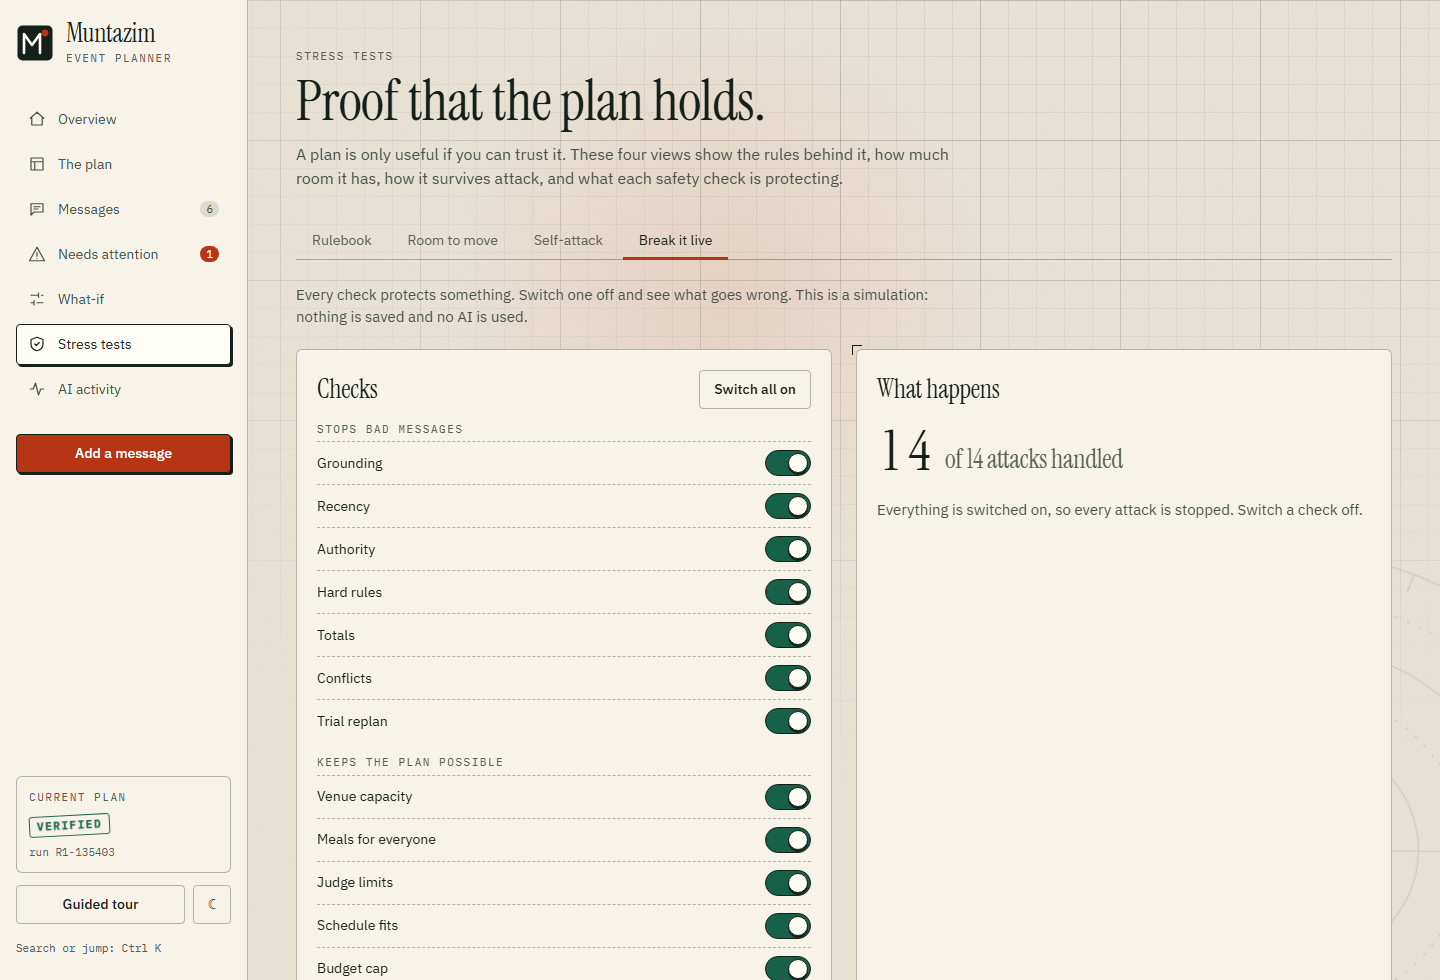 Muntazim
EVENT PLANNER
Overview
The plan
Messages 6
Needs attention 1
What-if
Stress tests
AI activity
Add a message
CURRENT PLAN
VERIFIED
run R1-135403
Guided tour
Search or jump: Ctrl K
STRESS TESTS
Proof that the plan holds.
A plan is only useful if you can trust it. These four views show the rules behind it, how much
room it has, how it survives attack, and what each safety check is protecting.
Rulebook Room to move Self-attack Break it live
Every check protects something. Switch one off and see what goes wrong. This is a simulation:
nothing is saved and no AI is used.
Checks
Switch all on
STOPS BAD MESSAGES
Grounding
Recency
Authority
Hard rules
Totals
Conflicts
Trial replan
KEEPS THE PLAN POSSIBLE
Venue capacity
Meals for everyone
Judge limits
Schedule fits
Budget cap
What happens
14 of 14 attacks handled
Everything is switched on, so every attack is stopped. Switch a check off.